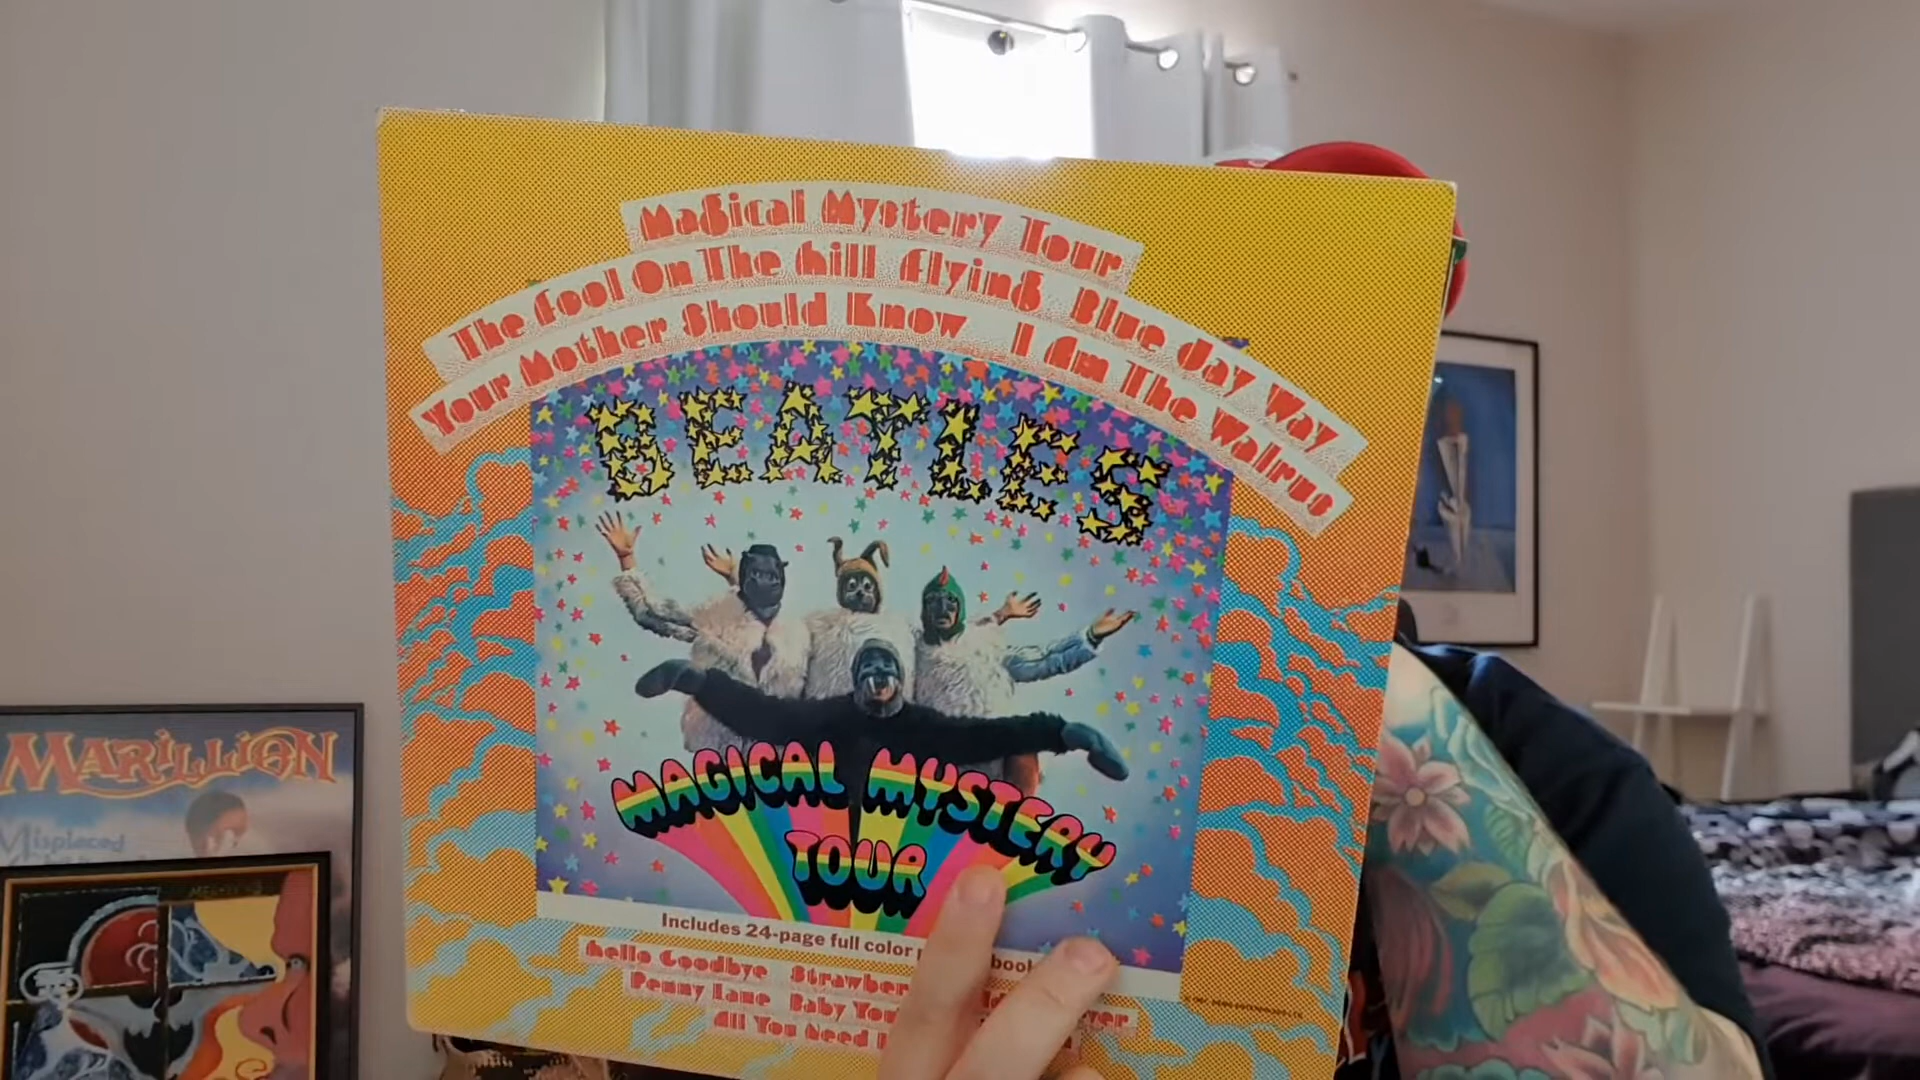 Magical Mystery Tour
The Fool On The Hill Flying Blue Jay Way
Your Mother Should Know I Am The Walrus
BEATLES
MAGICAL MYSTERY
TOUR
Includes 24-page full color
Hello Goodbye
Penny Lane Baby
All You Need
MARILLION
Misplaced